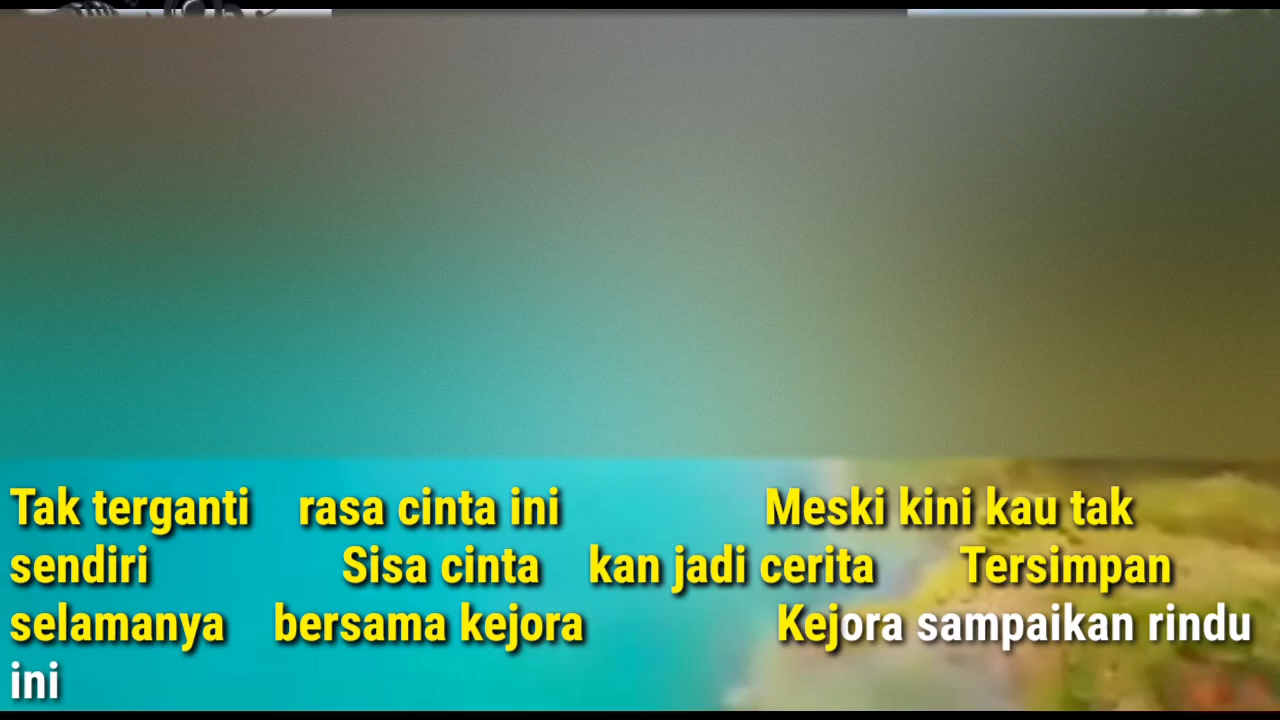 Tak terganti rasa cinta ini Meski kini kau tak
sendiri Sisa cinta kan jadi cerita Tersimpan
selamanya bersama kejora Kejora sampaikan rindu
ini